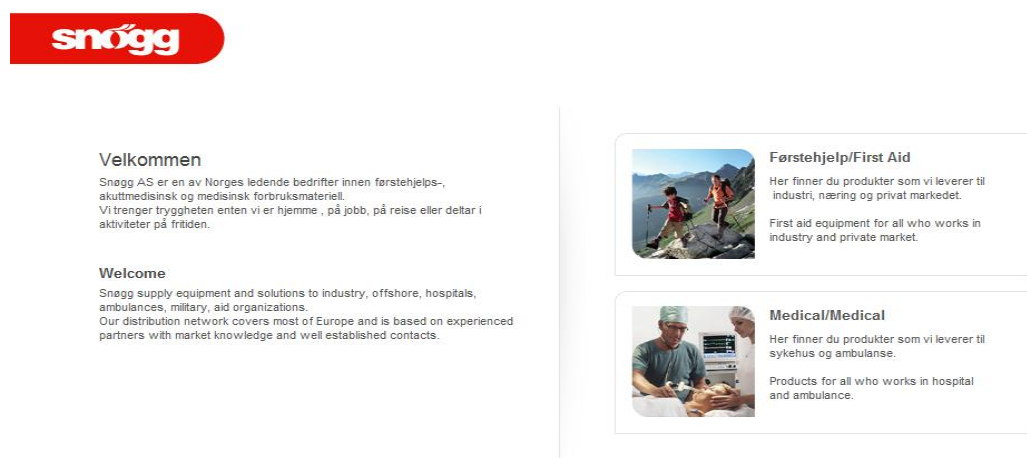 snøgg
Velkommen
Snøgg AS er en av Norges ledende bedrifter innen førstehjelps-,
akuttmedisinsk og medisinsk forbruksmateriell.
Vi trenger tryggheten enten vi er hjemme , på jobb, på reise eller deltar i
aktiviteter på fritiden.
Welcome
Snøgg supply equipment and solutions to industry, offshore, hospitals,
ambulances, military, aid organizations.
Our distribution network covers most of Europe and is based on experienced
partners with market knowledge and well established contacts.
Førstehjelp/First Aid
Her finner du produkter som vi leverer til
industri, næring og privat markedet.
First aid equipment for all who works in
industry and private market.
Medical/Medical
Her finner du produkter som vi leverer til
sykehus og ambulanse.
Products for all who works in hospital
and ambulance.